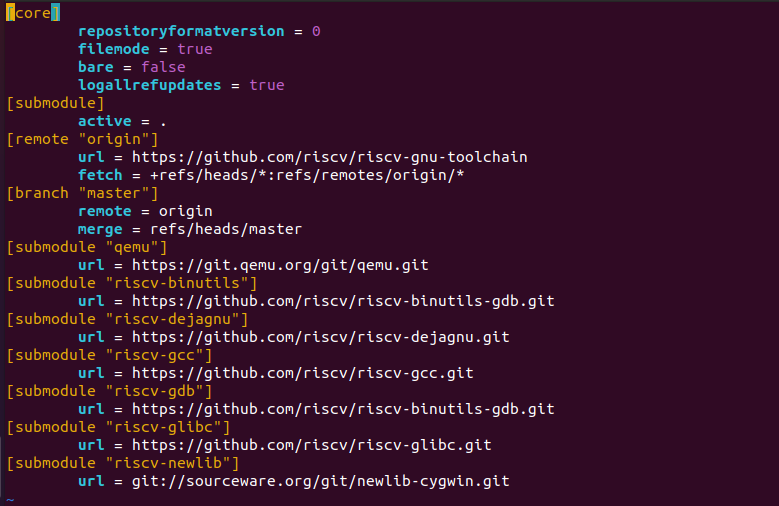 [core]
        repositoryformatversion = 0
        filemode = true
        bare = false
        logallrefupdates = true
[submodule]
        active = .
[remote "origin"]
        url = https://github.com/riscv/riscv-gnu-toolchain
        fetch = +refs/heads/*:refs/remotes/origin/*
[branch "master"]
        remote = origin
        merge = refs/heads/master
[submodule "qemu"]
        url = https://git.qemu.org/git/qemu.git
[submodule "riscv-binutils"]
        url = https://github.com/riscv/riscv-binutils-gdb.git
[submodule "riscv-dejagnu"]
        url = https://github.com/riscv/riscv-dejagnu.git
[submodule "riscv-gcc"]
        url = https://github.com/riscv/riscv-gcc.git
[submodule "riscv-gdb"]
        url = https://github.com/riscv/riscv-binutils-gdb.git
[submodule "riscv-glibc"]
        url = https://github.com/riscv/riscv-glibc.git
[submodule "riscv-newlib"]
        url = git://sourceware.org/git/newlib-cygwin.git
~